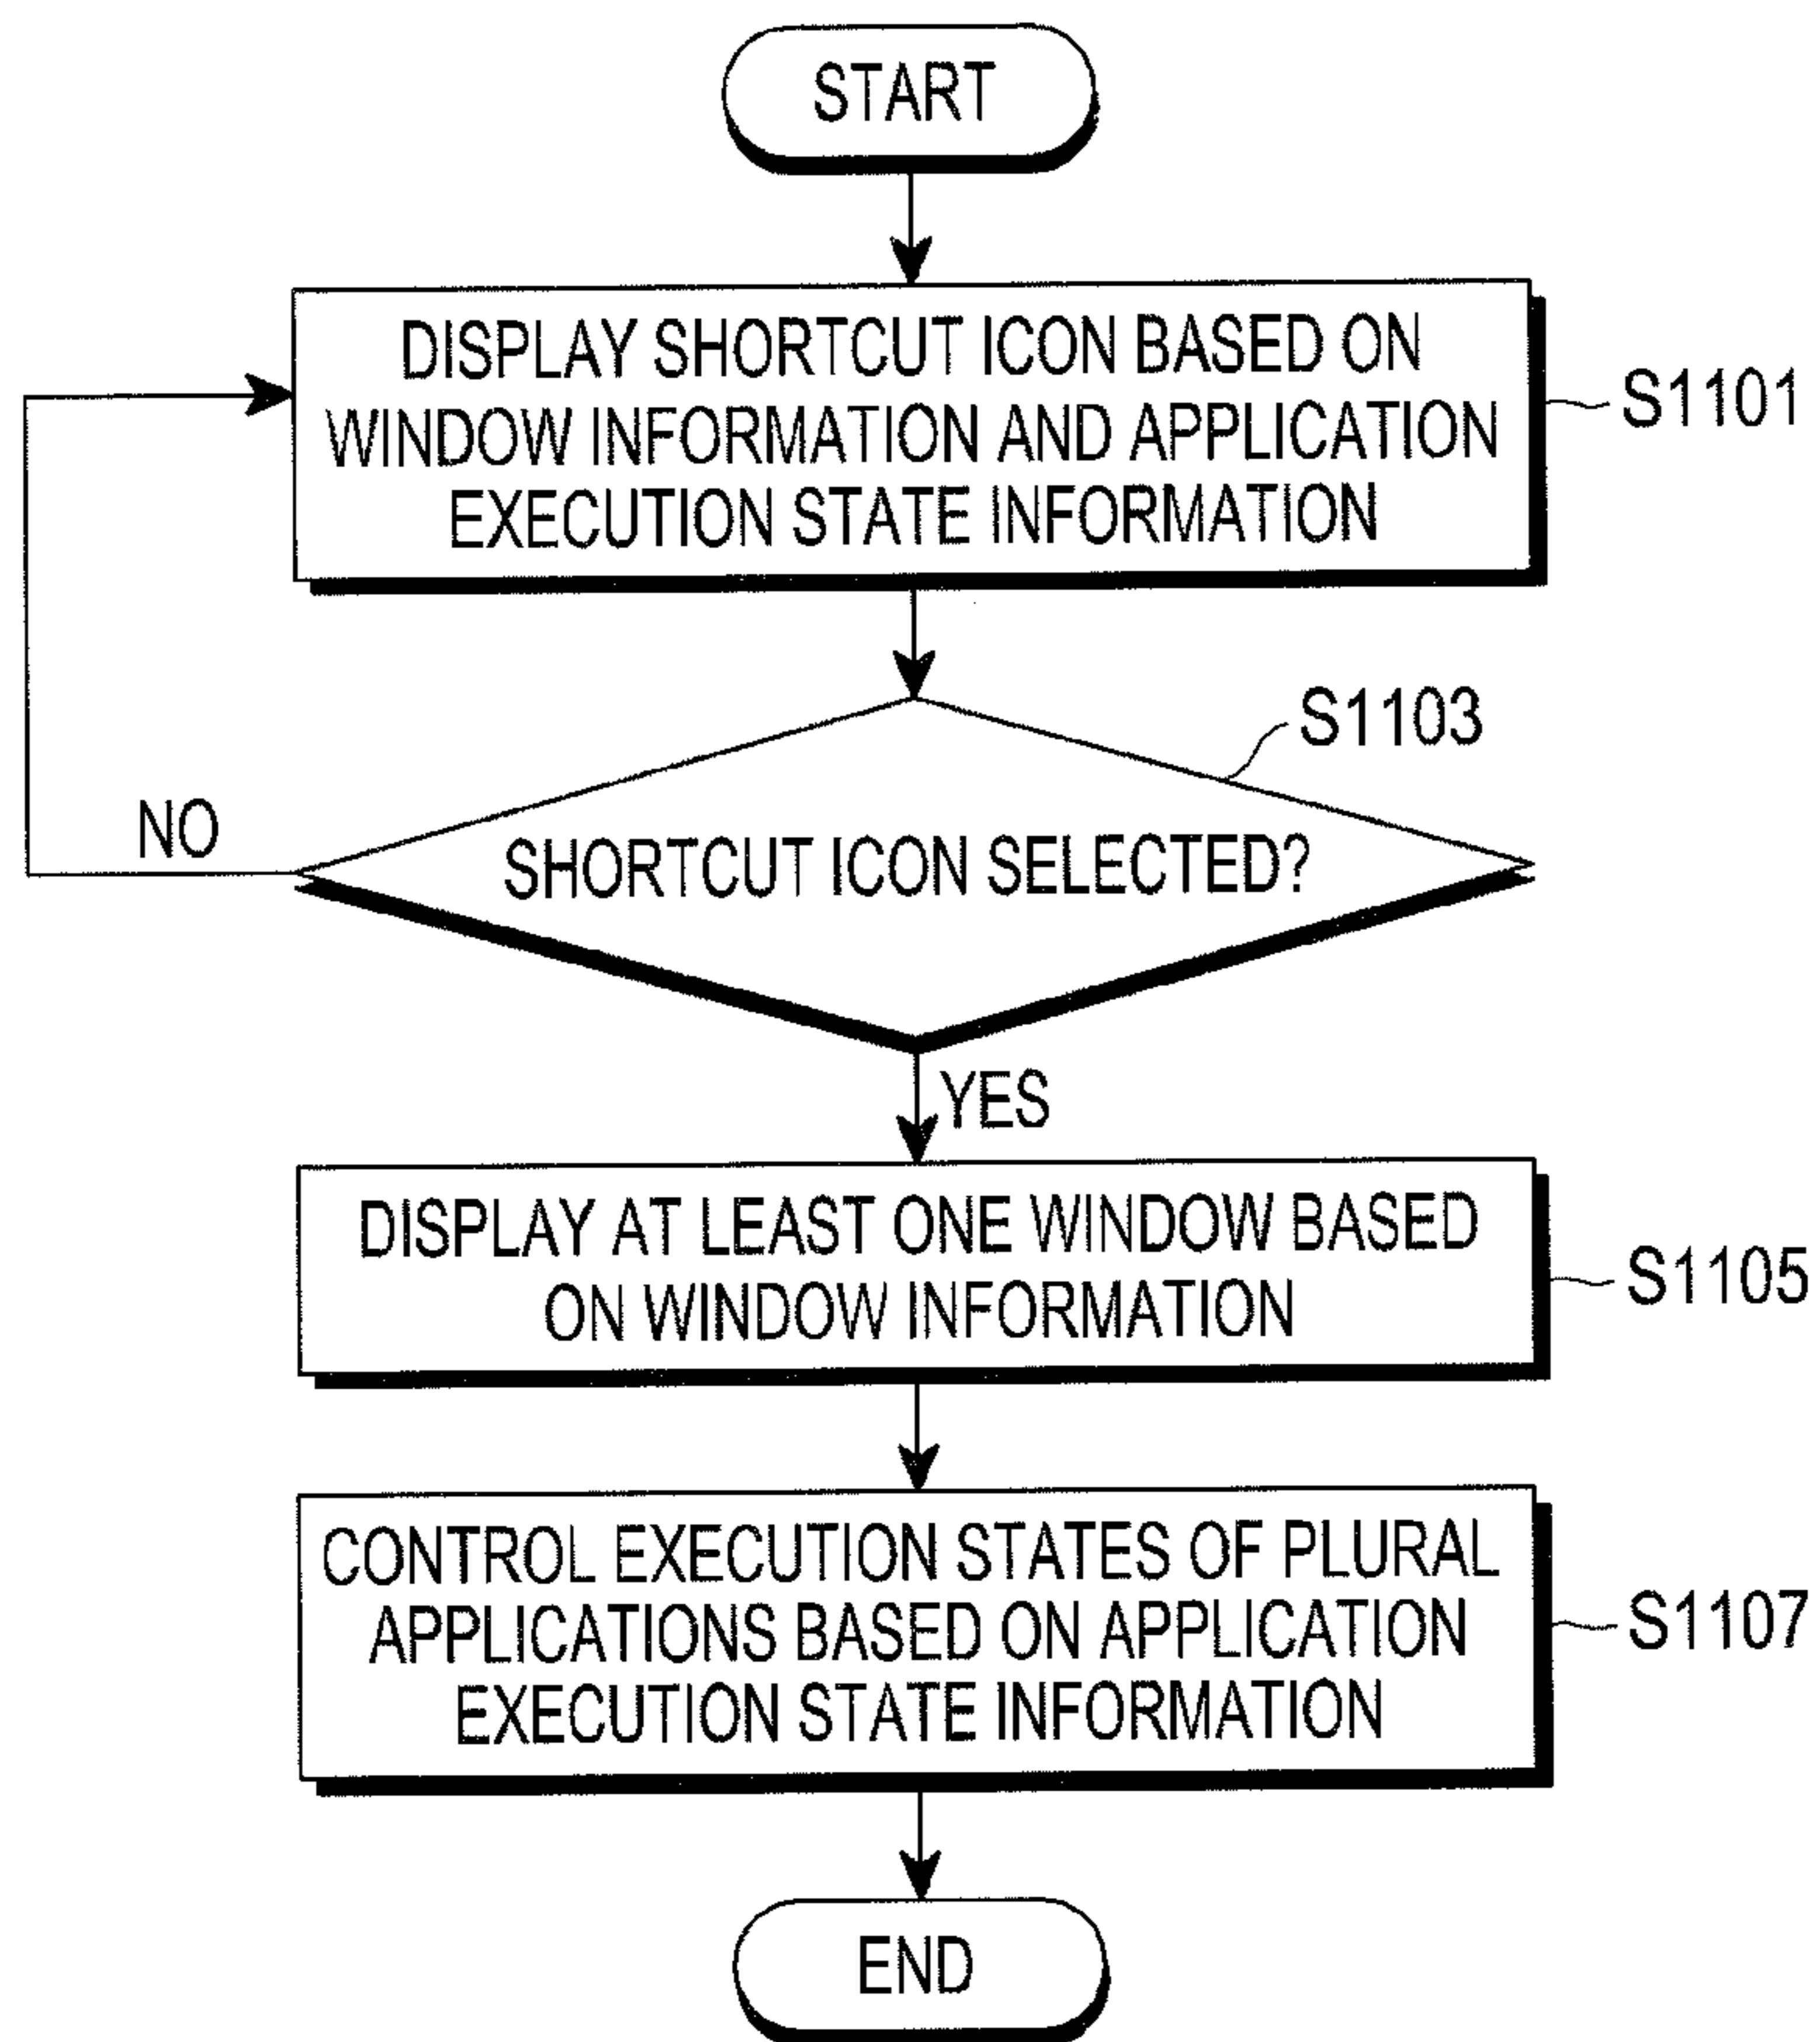 START
DISPLAY SHORTCUT ICON BASED ON
WINDOW INFORMATION AND APPLICATION
EXECUTION STATE INFORMATION
S1101
S1103
SHORTCUT ICON SELECTED?
NO
YES
DISPLAY AT LEAST ONE WINDOW BASED
ON WINDOW INFORMATION
S1105
CONTROL EXECUTION STATES OF PLURAL
APPLICATIONS BASED ON APPLICATION
EXECUTION STATE INFORMATION
S1107
END